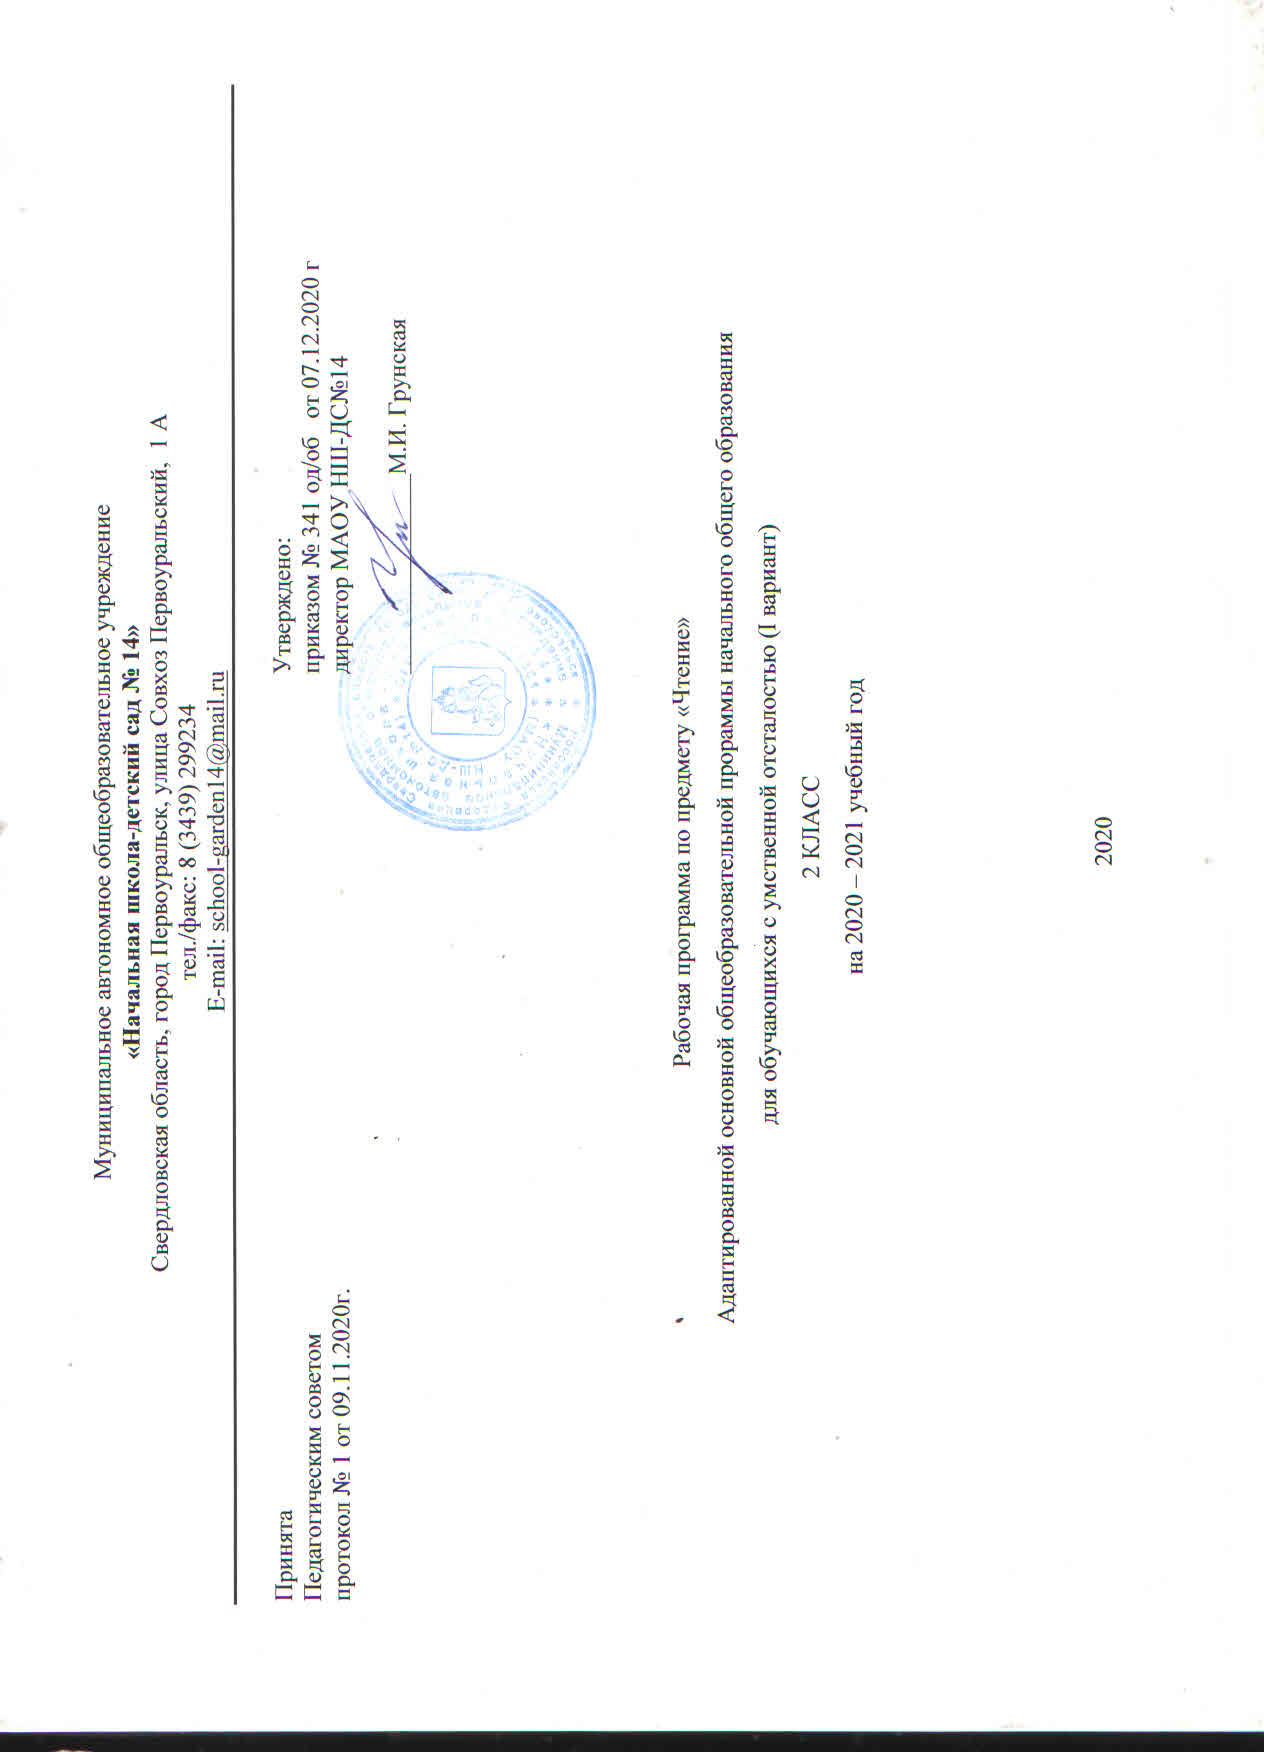 Муниципальное автономное общеобразовательное учреждение
«Начальная школа-детский сад № 14»
Свердловская область, город Первоуральск, улица Совхоз Первоуральский, 1 А
тел./факс: 8 (3439) 299234
E-mail: school-garden14@mail.ru
Принята
Педагогическим советом
протокол № 1 от 09.11.2020г.
Утверждено:
приказом № 341 од/об от 07.12.2020 г
директор МАОУ НШ-ДС№14
М.И. Грунская
Рабочая программа по предмету «Чтение»
Адаптированной основной общеобразовательной прораммы начального общего образования
для обучающихся с умственной отсталостью (I вариант)
2 КЛАСС
на 2020 – 2021 учебный год
2020